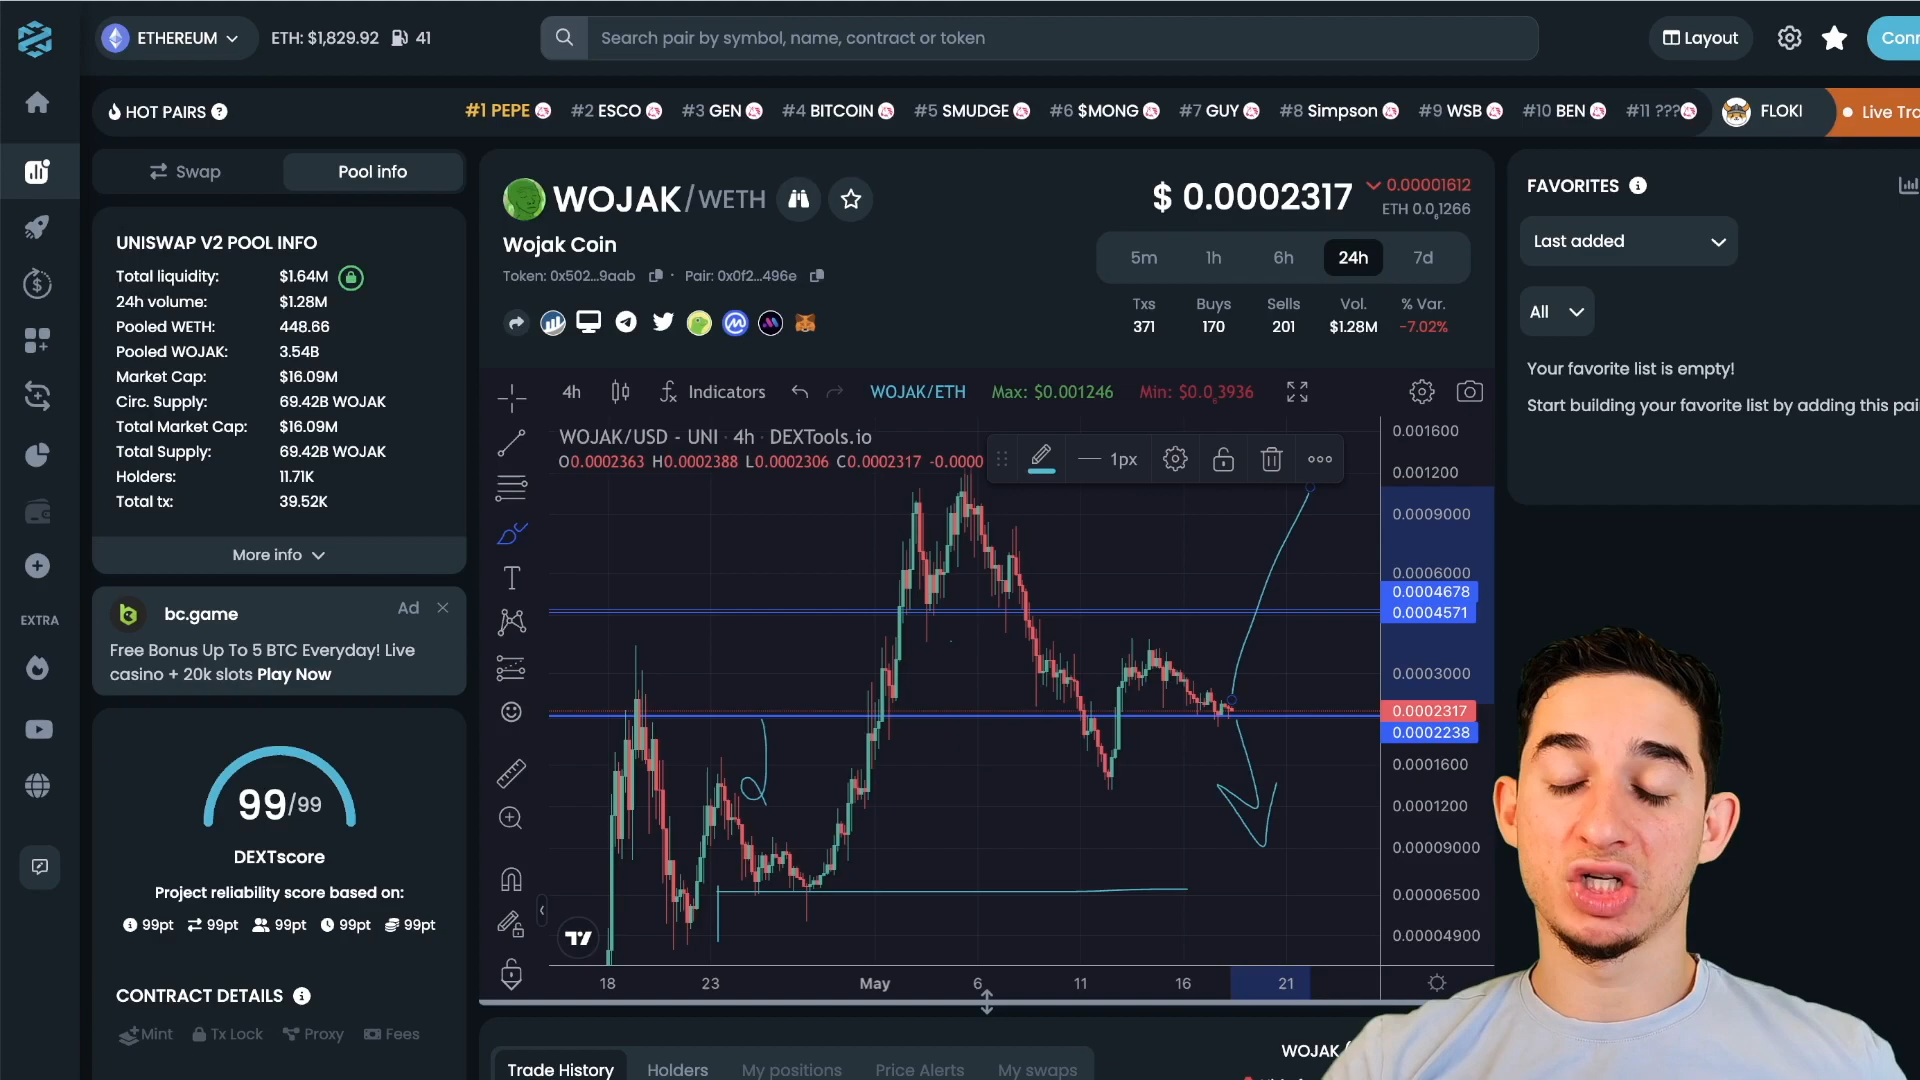 ETHEREUM ETH: $1,829.92 41
Search pair by symbol, name, contract or token
Layout
Conn
HOT PAIRS ?
#1 PEPE #2 ESCO #3 GEN #4 BITCOIN #5 SMUDGE #6 $MONG #7 GUY #8 Simpson #9 WSB #10 BEN #11 ???
FLOKI
Live Tra
Swap
Pool info
UNISWAP V2 POOL INFO
Total liquidity: $1.64M
24h volume: $1.28M
Pooled WETH: 448.66
Pooled WOJAK: 3.54B
Market Cap: $16.09M
Circ. Supply: 69.42B WOJAK
Total Market Cap: $16.09M
Total Supply: 69.42B WOJAK
Holders: 11.71K
Total tx: 39.52K
More info
bc.game
Ad
Free Bonus Up To 5 BTC Everyday! Live
casino + 20k slots Play Now
EXTRA
99/99
DEXTscore
Project reliability score based on:
99pt 99pt 99pt 99pt 99pt
CONTRACT DETAILS
Mint Tx Lock Proxy Fees
WOJAK/WETH
Wojak Coin
Token: 0x502...9aab · Pair: 0x0f2...496e
$ 0.0002317
0.00001612
ETH 0.0₆1266
5m 1h 6h 24h 7d
Txs Buys Sells Vol. % Var.
371 170 201 $1.28M -7.02%
4h
Indicators
WOJAK/ETH
Max: $0.001246
Min: $0.0₅3936
WOJAK/USD - UNI · 4h · DEXTools.io
O0.0002363 H0.0002388 L0.0002306 C0.0002317 -0.0000
1px
0.001600
0.001200
0.0009000
0.0006000
0.0004678
0.0004571
0.0003000
0.0002317
0.0002238
0.0001600
0.0001200
0.00009000
0.00006500
0.00004900
18 23 May 6 11 16 21
Trade History
Holders
My positions
Price Alerts
My swaps
WOJAK /
FAVORITES
Last added
All
Your favorite list is empty!
Start building your favorite list by adding this pai